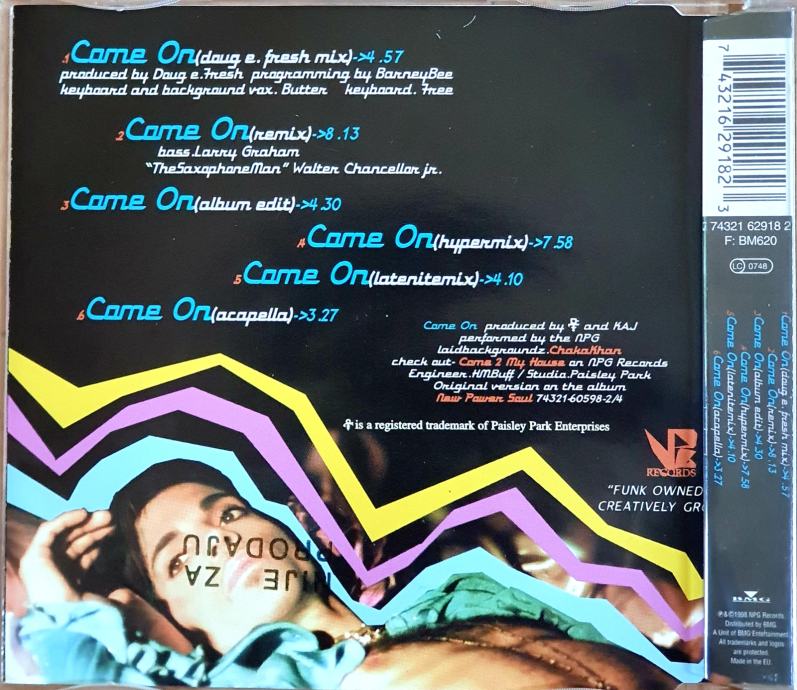 1 Come On(doug e. fresh mix)->4.57
produced by Doug e.Fresh programming by BarneyBee
keyboard and background vox. Butter keyboard. Free
2 Come On(remix)->8.13
bass.Larry Graham
"TheSaxophoneMan" Walter Chancellor jr.
3 Come On(album edit)->4.30
4 Come On(hypermix)->7.58
5 Come On(latenitemix)->4.10
6 Come On(acapella)->3.27
Come On produced by and KAJ
performed by the NPG
laidbackgroundz.ChakaKhan
check out- Come 2 My House on NPG Records
Engineer.HMBuff / Studio.Paisley Park
Original version on the album
New Power Soul 74321-60598-2/4
is a registered trademark of Paisley Park Enterprises
NPG
RECORDS
"FUNK OWNED
CREATIVELY GR
NIJE ZA
PRODAJU
7 43216 29182 3
74321 62918 2
F: BM620
LC 0748
1 Come On(doug e. fresh mix)->4.57
2 Come On(remix)->8.13
3 Come On(album edit)->4.30
4 Come On(hypermix)->7.58
5 Come On(latenitemix)->4.10
6 Come On(acapella)->3.27
BMG
℗&©1998 NPG Records
Distributed by BMG.
A Unit of BMG Entertainment
All trademarks and logos
are protected.
Made in the EU.